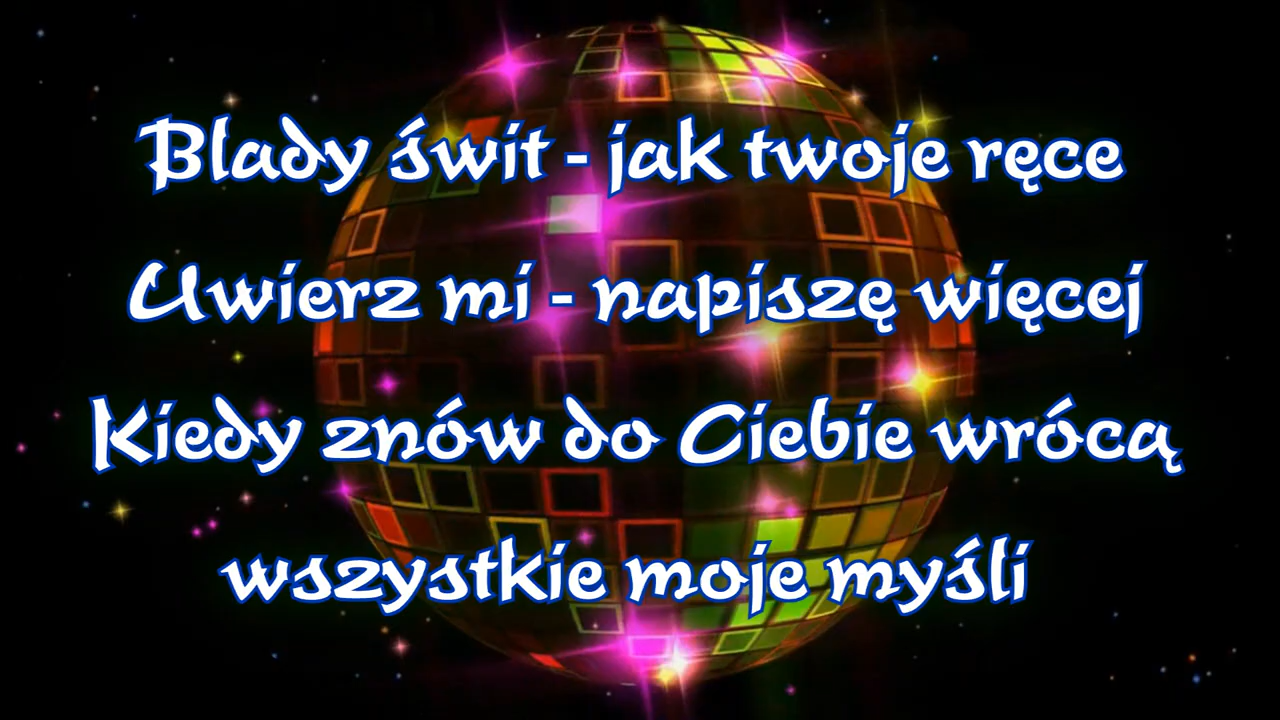 Blady świt - jak twoje ręce
Uwierz mi - napiszę więcej
Kiedy znów do Ciebie wrócą
wszystkie moje myśli